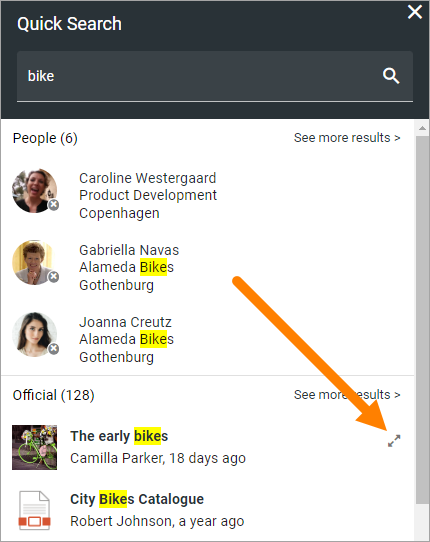 Quick Search
bike
People (6)
See more results >
Caroline Westergaard
Product Development
Copenhagen
Gabriella Navas
Alameda Bikes
Gothenburg
Joanna Creutz
Alameda Bikes
Gothenburg
Official (128)
See more results >
The early bikes
Camilla Parker, 18 days ago
City Bikes Catalogue
Robert Johnson, a year ago